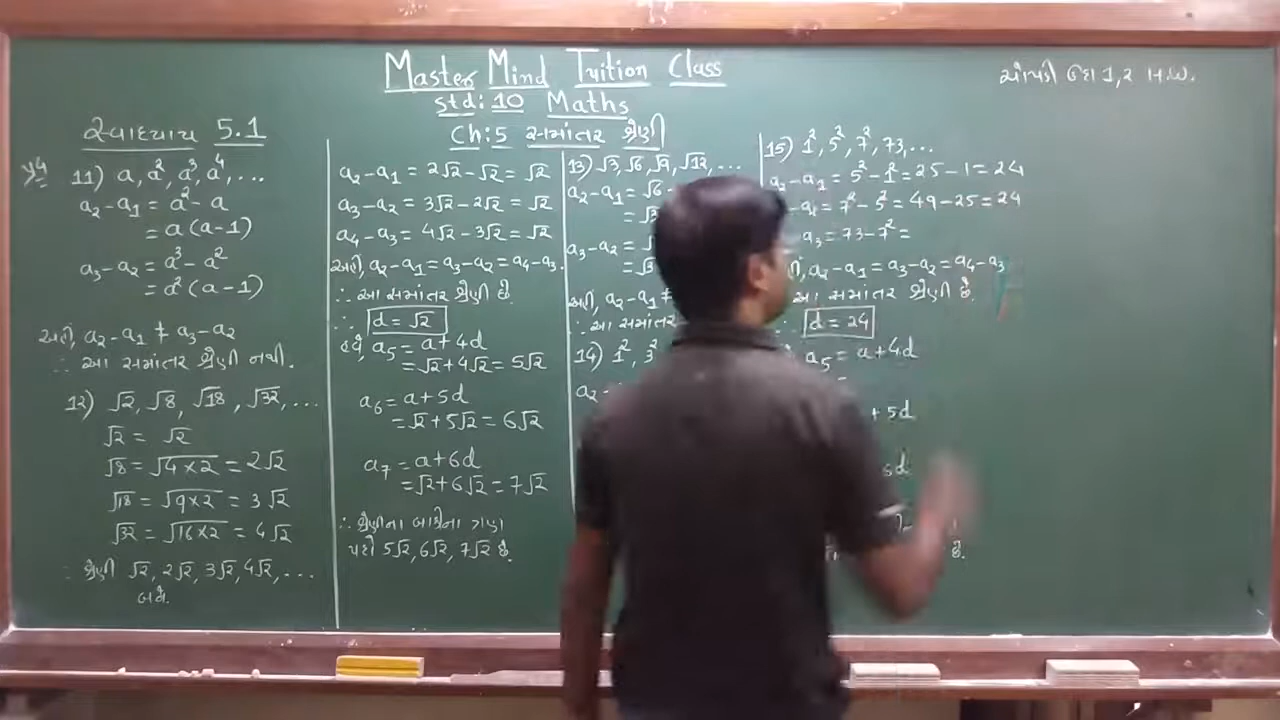 Master Mind Tuition Class
std: 10 Maths
Ch:5 સમાંતર શ્રેણી
સ્વાધ્યાય 5.1
11) a, a², a³, a⁴, ...
a₂-a₁ = a² - a
= a (a-1)
a₃-a₂ = a³ - a²
= a² (a-1)
અહીં, a₂-a₁ ≠ a₃-a₂
∴ આ સમાંતર શ્રેણી નથી.
12) √2, √8, √18, √32, ...
√2 = √2
√8 = √4×2 = 2√2
√18 = √9×2 = 3√2
√32 = √16×2 = 4√2
∴ શ્રેણી √2, 2√2, 3√2, 4√2, ...
બને.
a₂-a₁ = 2√2-√2 = √2
a₃-a₂ = 3√2-2√2 = √2
a₄-a₃ = 4√2-3√2 = √2
અહીં, a₂-a₁ = a₃-a₂ = a₄-a₃.
∴ આ સમાંતર શ્રેણી છે.
∴ d = √2
હવે, a₅ = a+4d
= √2+4√2 = 5√2
a₆ = a+5d
= √2+5√2 = 6√2
a₇ = a+6d
= √2+6√2 = 7√2
∴ શ્રેણીના બાકીના ત્રણ
પદો 5√2, 6√2, 7√2 છે.
13) √3, √6, √9, √12, ...
a₂-a₁ = √6-
= √3
a₃-a₂ = √
= √3
અહીં, a₂-a₁ ≠
∴ આ સમાંતર
14) 1², 3²
a₂-
15) 1², 5², 7², 73, ...
a₂-a₁ = 5²-1² = 25-1 = 24
= 7²-5² = 49-25 = 24
a₃ = 73-7² =
a₂-a₁ = a₃-a₂ = a₄-a₃
આ સમાંતર શ્રેણી છે.
∴ d = 24
a₅ = a+4d
=
+ 5d
છે.